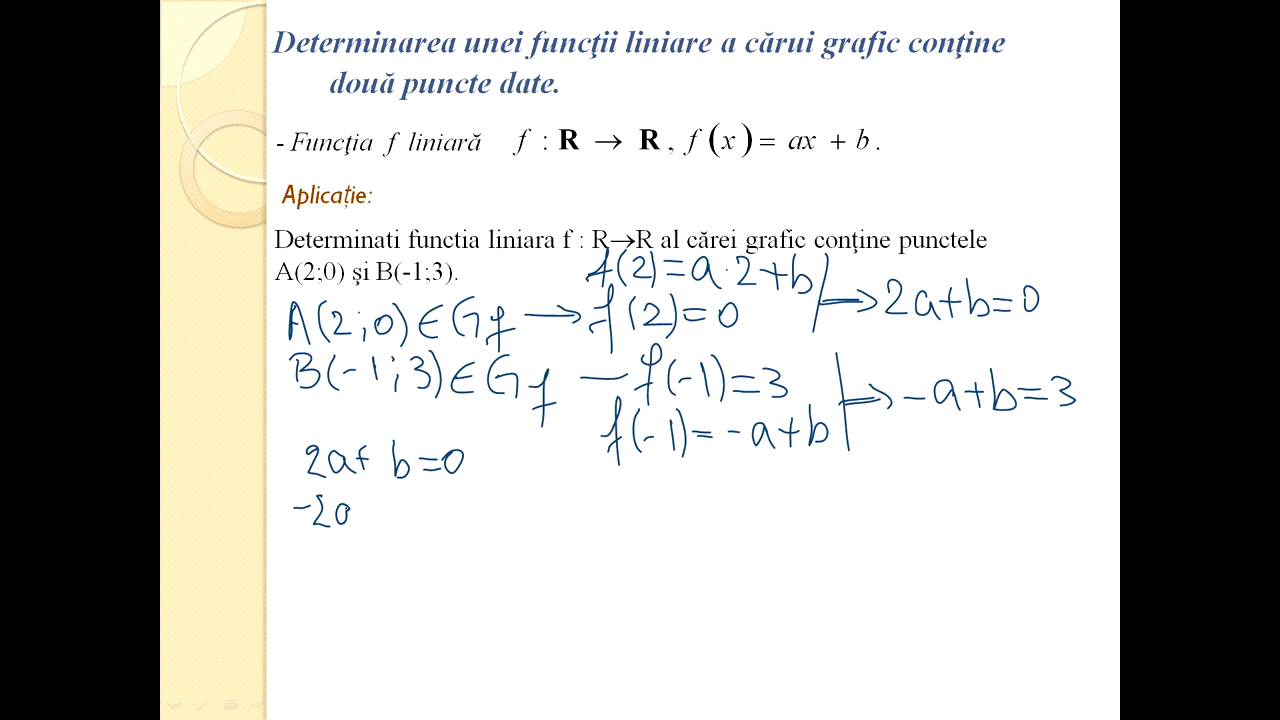 Determinarea unei funcţii liniare a cărui grafic conţine
două puncte date.
- Funcţia f liniară f : R → R , f (x) = ax + b .
Aplicație:
Determinati functia liniara f : R→R al cărei grafic conţine punctele
A(2;0) şi B(-1;3).
f(2)=a·2+b
A(2;0)∈Gf → f(2)=0 → 2a+b=0
B(-1;3)∈Gf — f(-1)=3
f(-1)=-a+b → -a+b=3
2a+ b=0
-2a